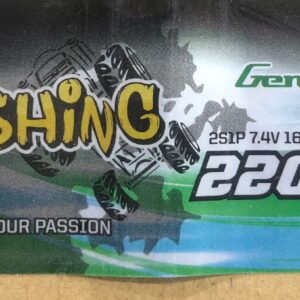 SHING
Gen
2S1P 7.4V 16
220
OUR PASSION